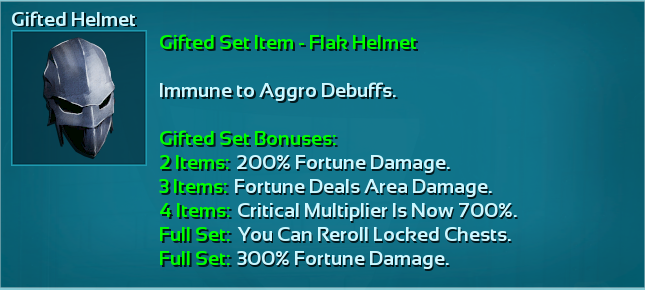 Gifted Helmet
Gifted Set Item - Flak Helmet
Immune to Aggro Debuffs.
Gifted Set Bonuses:
2 Items: 200% Fortune Damage.
3 Items: Fortune Deals Area Damage.
4 Items: Critical Multiplier Is Now 700%.
Full Set: You Can Reroll Locked Chests.
Full Set: 300% Fortune Damage.